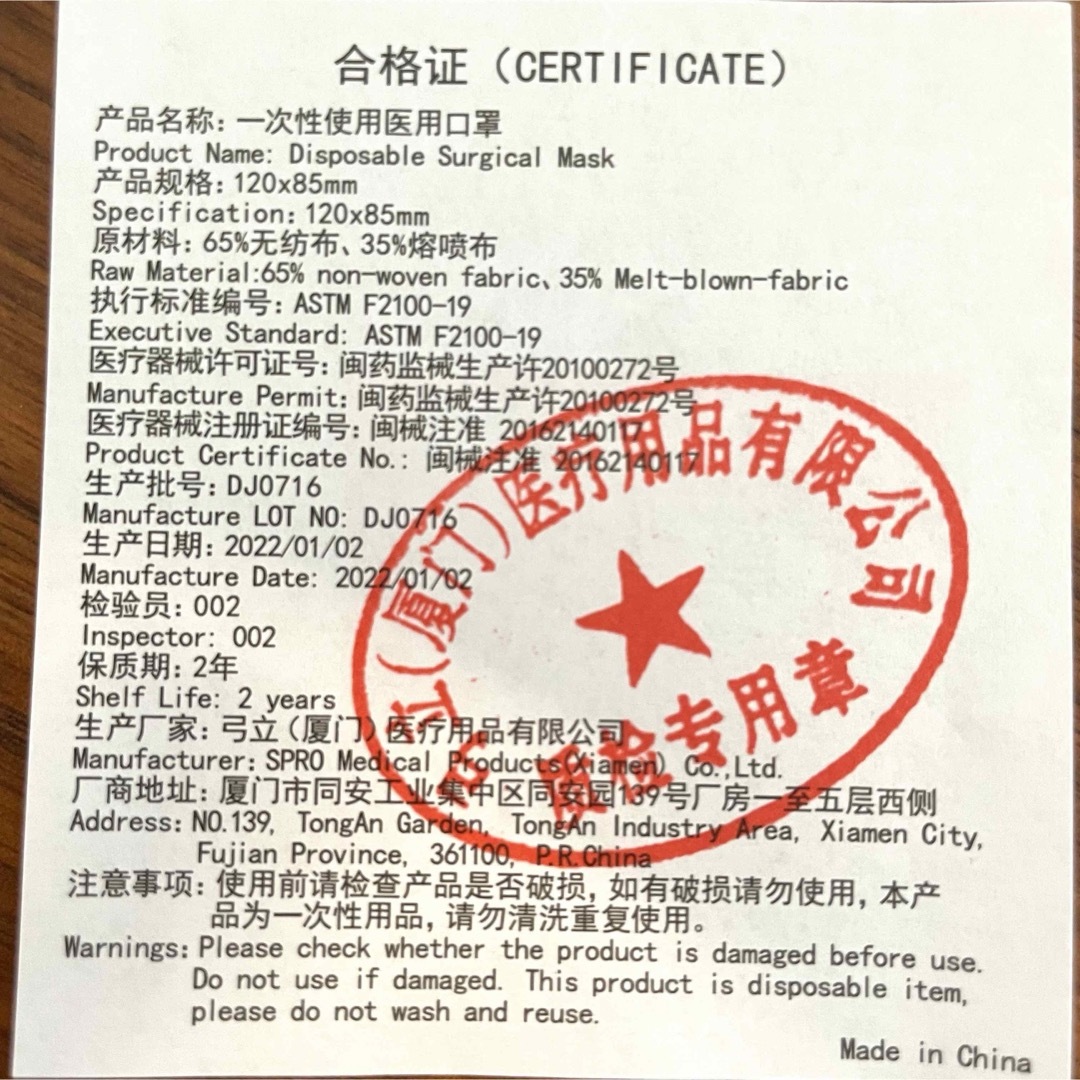 合格证（CERTIFICATE）
产品名称: 一次性使用医用口罩
Product Name: Disposable Surgical Mask
产品规格: 120x85mm
Specification: 120x85mm
原材料: 65%无纺布、35%熔喷布
Raw Material:65% non-woven fabric、35% Melt-blown-fabric
执行标准编号: ASTM F2100-19
Executive Standard: ASTM F2100-19
医疗器械许可证号: 闽药监械生产许20100272号
Manufacture Permit: 闽药监械生产许20100272号
医疗器械注册证编号: 闽械注准 20162140117
Product Certificate No.: 闽械注准 20162140117
生产批号: DJ0716
Manufacture LOT NO: DJ0716
生产日期: 2022/01/02
Manufacture Date: 2022/01/02
检验员: 002
Inspector: 002
保质期: 2年
Shelf Life: 2 years
生产厂家: 弓立（厦门）医疗用品有限公司
Manufacturer: SPRO Medical Products(Xiamen) Co.,Ltd.
厂商地址: 厦门市同安工业集中区同安园139号厂房一至五层西侧
Address: NO.139, TongAn Garden, TongAn Industry Area, Xiamen City,
Fujian Province, 361100, P.R.China
注意事项: 使用前请检查产品是否破损, 如有破损请勿使用, 本产
品为一次性用品, 请勿清洗重复使用。
Warnings: Please check whether the product is damaged before use.
Do not use if damaged. This product is disposable item,
please do not wash and reuse.
Made in China
弓立(厦门)医疗用品有限公司
质检专用章